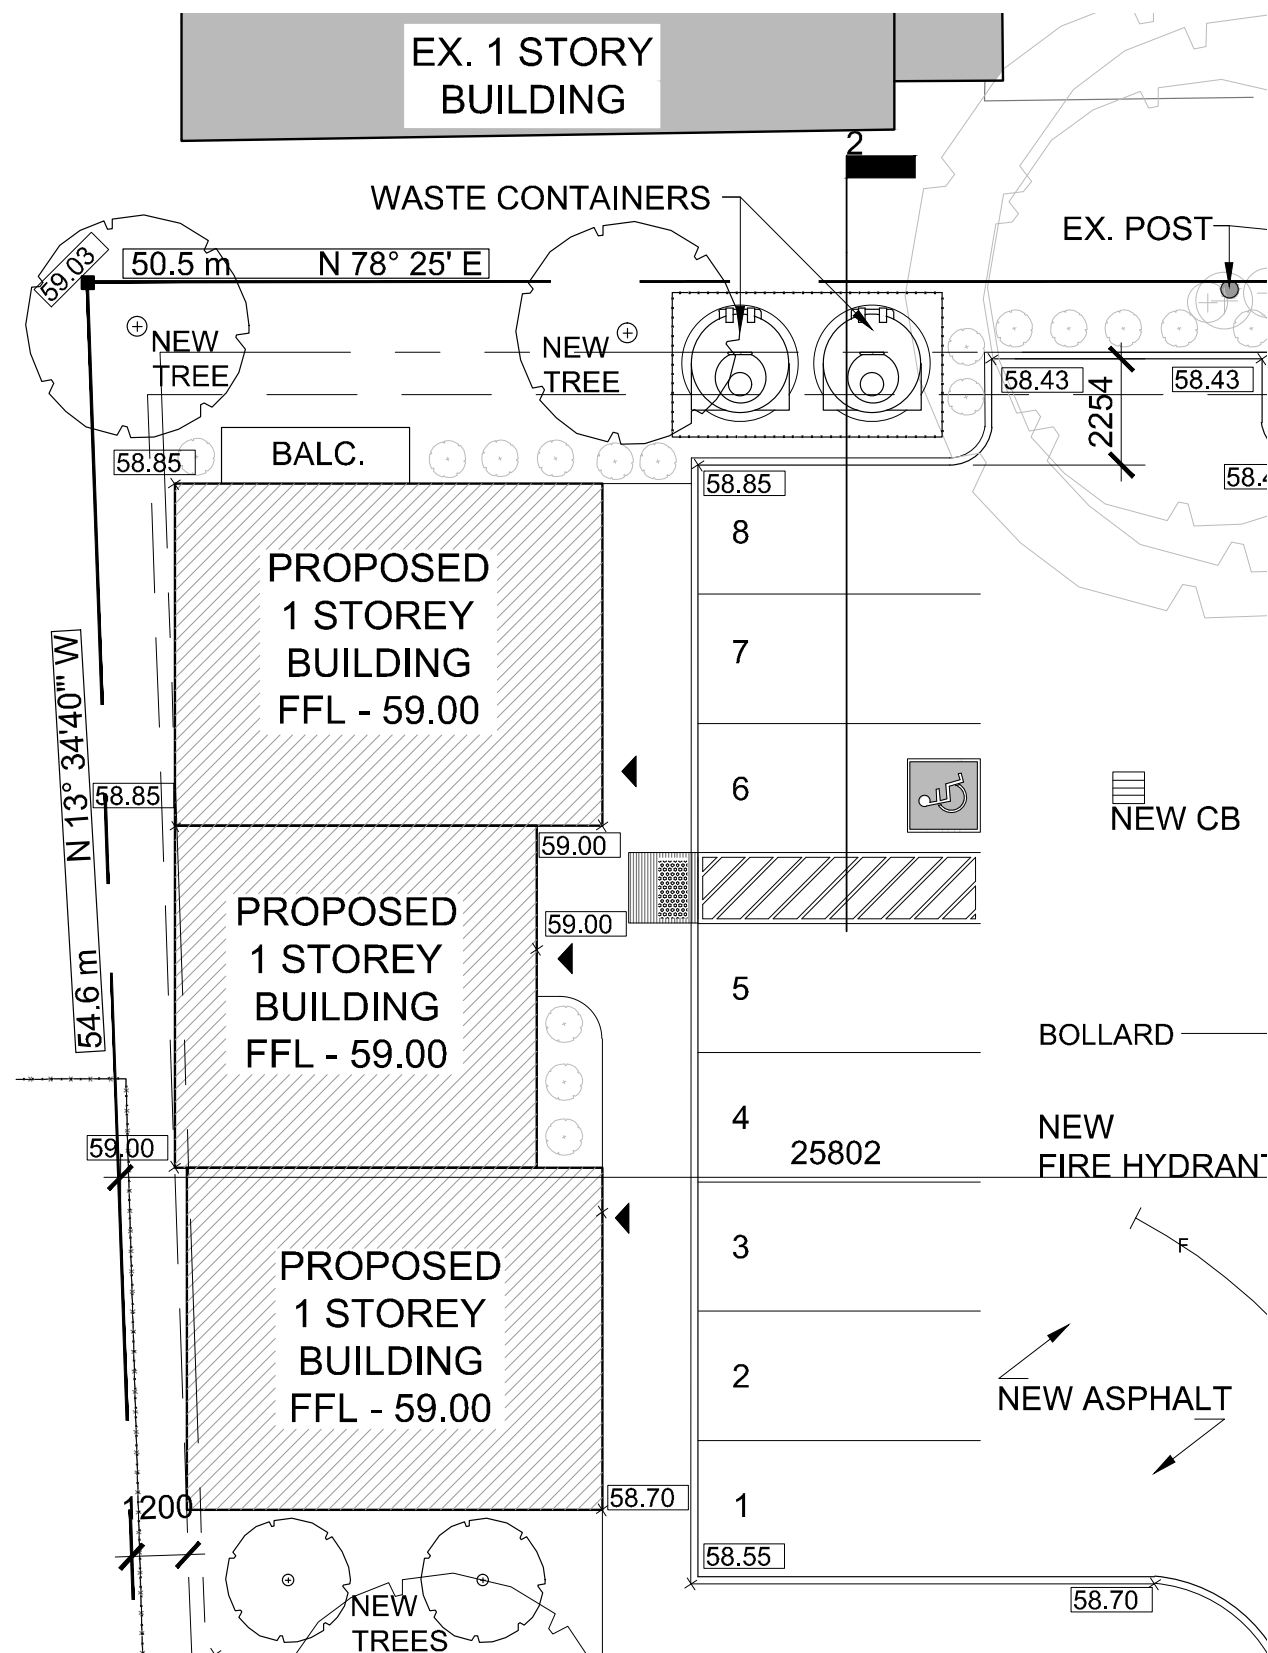 EX. 1 STORY
BUILDING
2
WASTE CONTAINERS
EX. POST
59.03
50.5 m N 78° 25' E
NEW
TREE
NEW
TREE
58.43
58.43
2254
BALC.
58.85
58.85
8
PROPOSED
1 STOREY
BUILDING
FFL - 59.00
7
54.6 m N 13° 34'40"' W
58.85
6
NEW CB
59.00
59.00
PROPOSED
1 STOREY
BUILDING
FFL - 59.00
5
BOLLARD
4
NEW
FIRE HYDRANT
25802
59.00
3
F
PROPOSED
1 STOREY
BUILDING
FFL - 59.00
2
NEW ASPHALT
1
58.70
1200
58.55
58.70
NEW
TREES